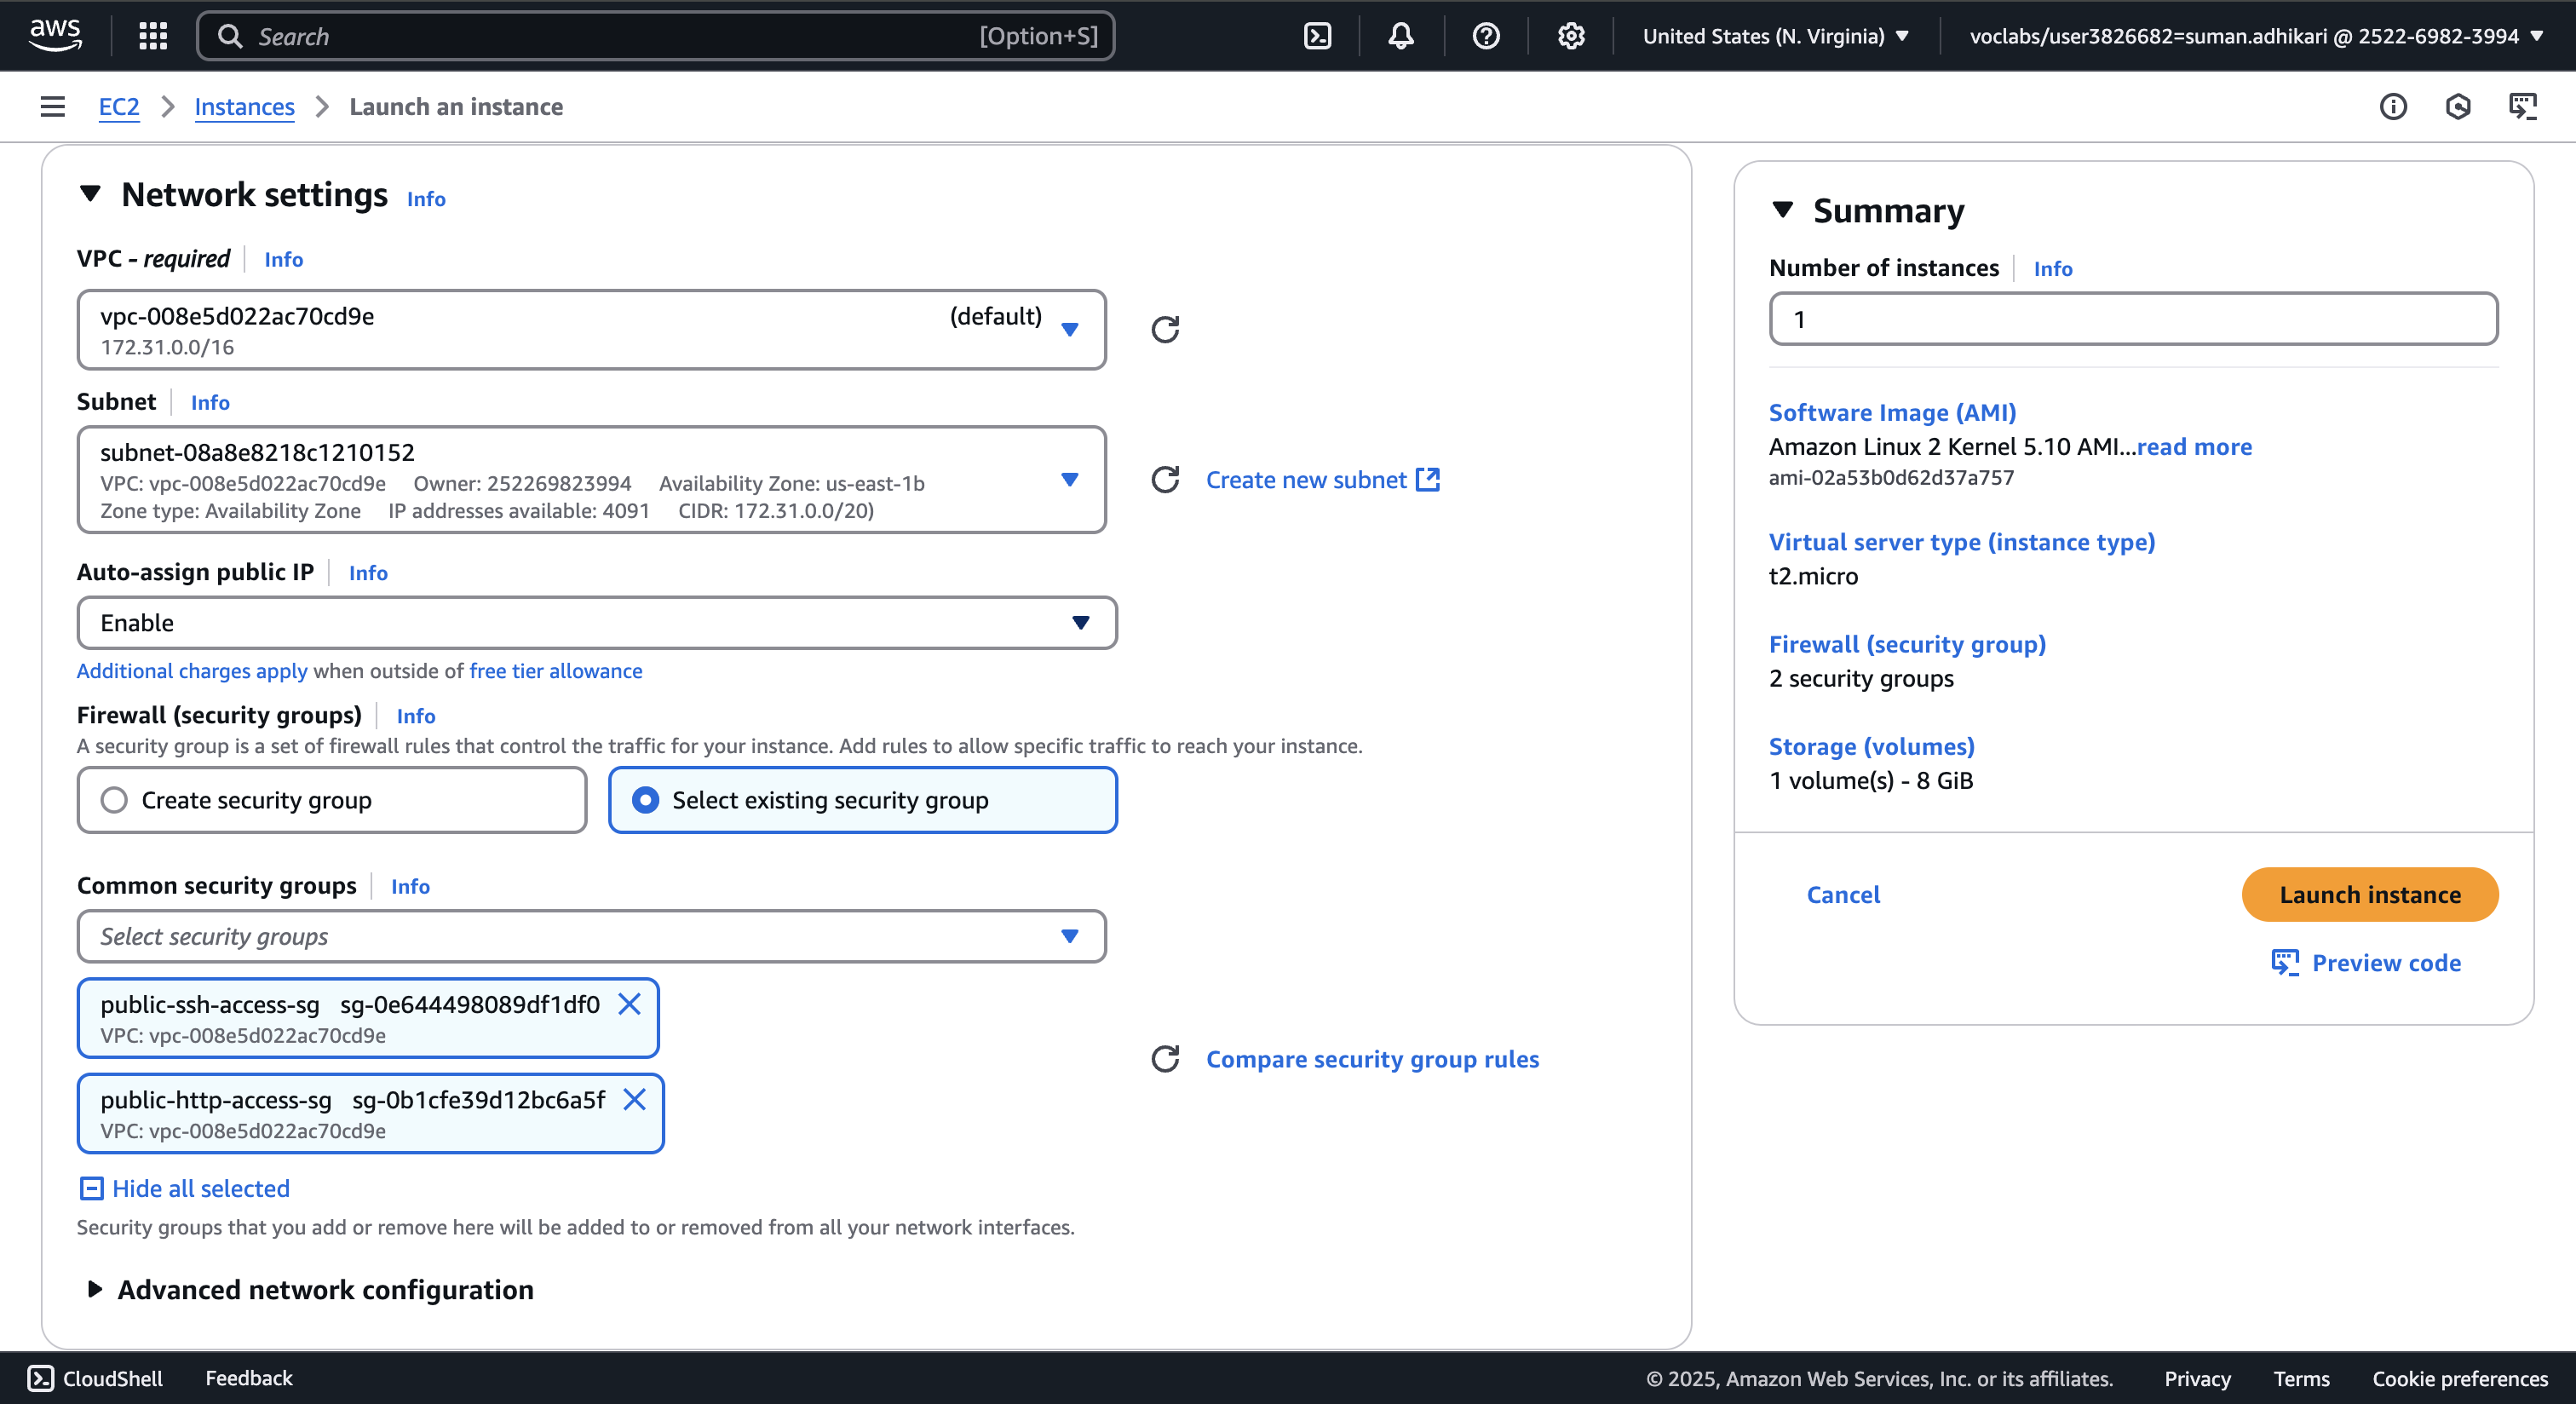 aws
Search [Option+S]
United States (N. Virginia)
voclabs/user3826682=suman.adhikari @ 2522-6982-3994
EC2 Instances Launch an instance
Network settings Info
VPC - required Info
vpc-008e5d022ac70cd9e (default)
172.31.0.0/16
Subnet Info
subnet-08a8e8218c1210152
VPC: vpc-008e5d022ac70cd9e Owner: 252269823994 Availability Zone: us-east-1b
Zone type: Availability Zone IP addresses available: 4091 CIDR: 172.31.0.0/20)
Create new subnet
Auto-assign public IP Info
Enable
Additional charges apply when outside of free tier allowance
Firewall (security groups) Info
A security group is a set of firewall rules that control the traffic for your instance. Add rules to allow specific traffic to reach your instance.
Create security group
Select existing security group
Common security groups Info
Select security groups
public-ssh-access-sg sg-0e644498089df1df0
VPC: vpc-008e5d022ac70cd9e
public-http-access-sg sg-0b1cfe39d12bc6a5f
VPC: vpc-008e5d022ac70cd9e
Compare security group rules
Hide all selected
Security groups that you add or remove here will be added to or removed from all your network interfaces.
Advanced network configuration
Summary
Number of instances Info
1
Software Image (AMI)
Amazon Linux 2 Kernel 5.10 AMI...read more
ami-02a53b0d62d37a757
Virtual server type (instance type)
t2.micro
Firewall (security group)
2 security groups
Storage (volumes)
1 volume(s) - 8 GiB
Cancel
Launch instance
Preview code
CloudShell Feedback
© 2025, Amazon Web Services, Inc. or its affiliates. Privacy Terms Cookie preferences